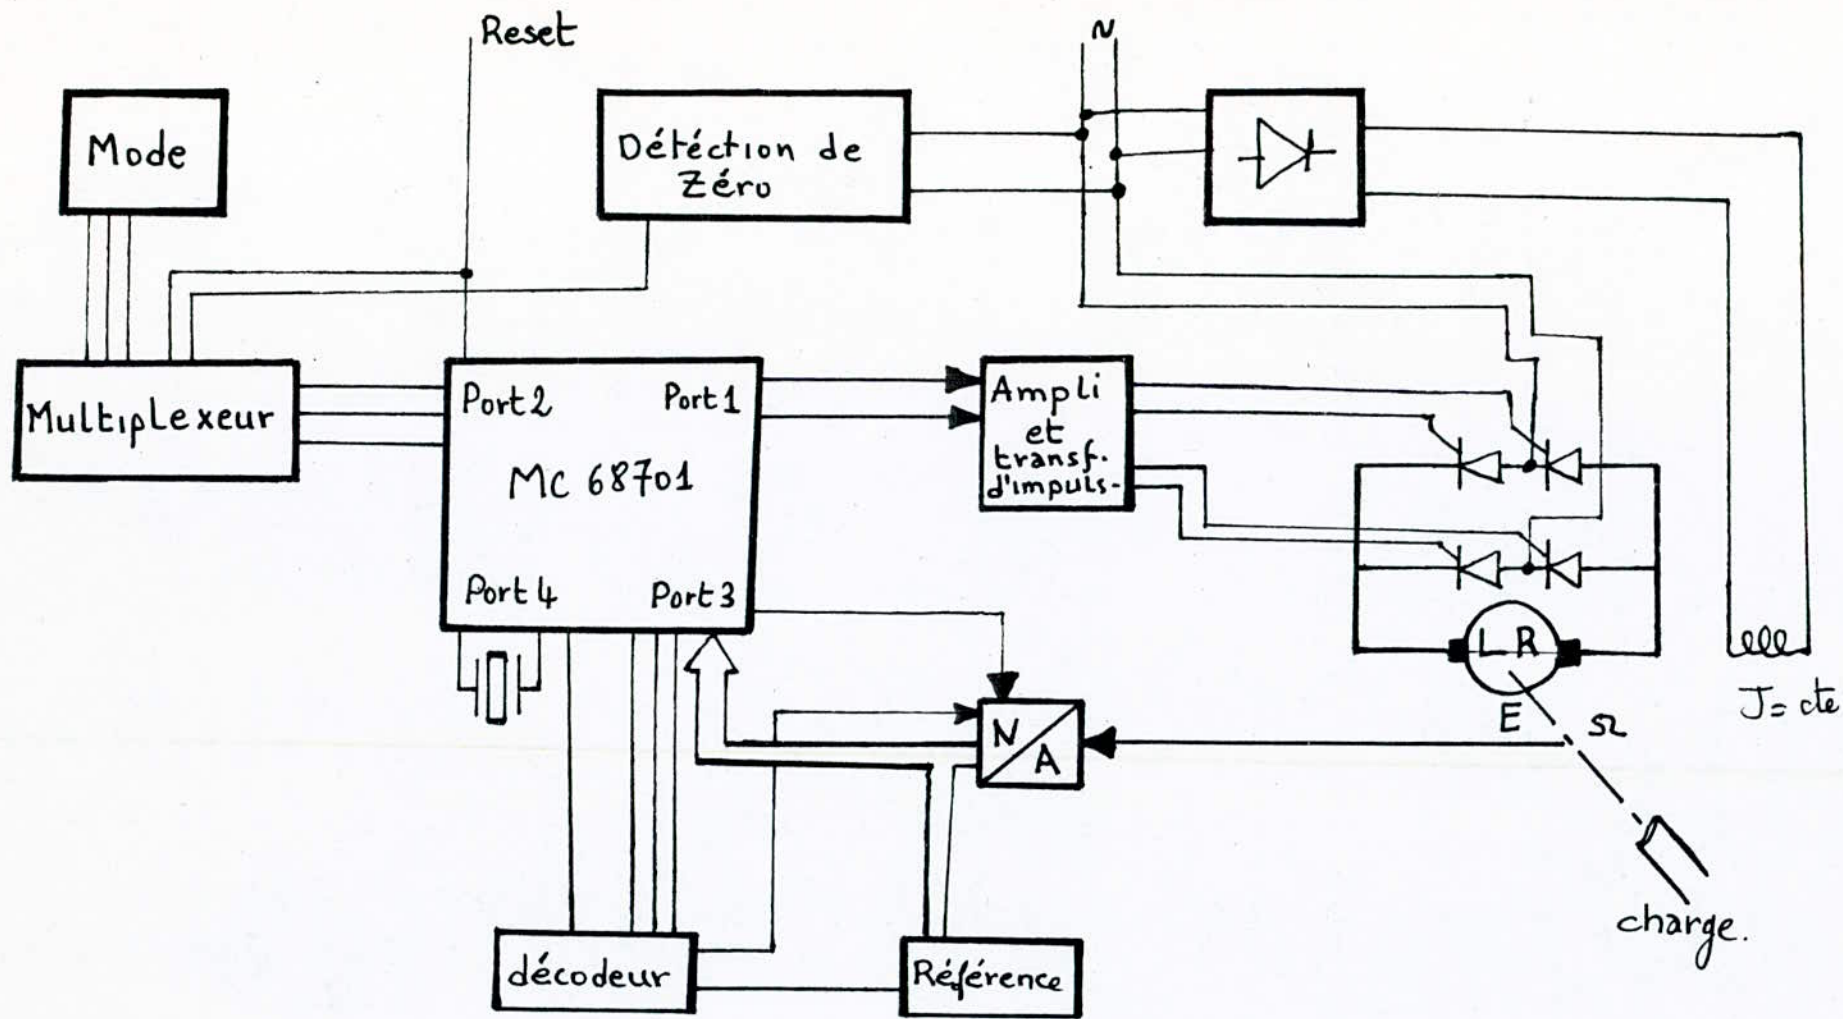 Reset
N
Mode
Détéction de
Zéro
Multiplexeur
Port 2
Port 1
MC 68701
Port 4
Port 3
Ampli
et
transf.
d'impuls-
L R
E
Ω
J = cte
N
A
charge.
décodeur
Référence